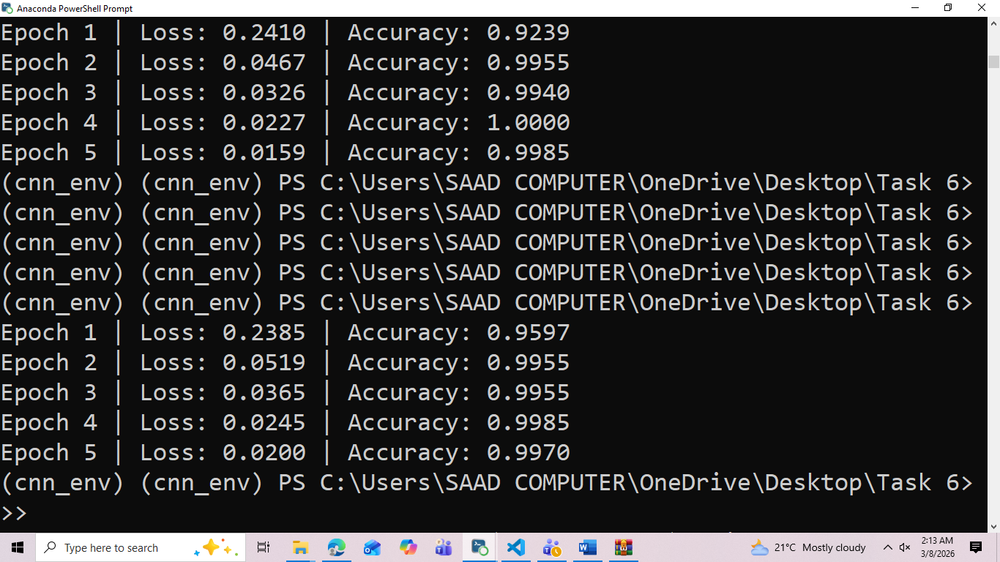 Anaconda PowerShell Prompt
Epoch 1 | Loss: 0.2410 | Accuracy: 0.9239
Epoch 2 | Loss: 0.0467 | Accuracy: 0.9955
Epoch 3 | Loss: 0.0326 | Accuracy: 0.9940
Epoch 4 | Loss: 0.0227 | Accuracy: 1.0000
Epoch 5 | Loss: 0.0159 | Accuracy: 0.9985
(cnn_env) (cnn_env) PS C:\Users\SAAD COMPUTER\OneDrive\Desktop\Task 6>
(cnn_env) (cnn_env) PS C:\Users\SAAD COMPUTER\OneDrive\Desktop\Task 6>
(cnn_env) (cnn_env) PS C:\Users\SAAD COMPUTER\OneDrive\Desktop\Task 6>
(cnn_env) (cnn_env) PS C:\Users\SAAD COMPUTER\OneDrive\Desktop\Task 6>
(cnn_env) (cnn_env) PS C:\Users\SAAD COMPUTER\OneDrive\Desktop\Task 6>
Epoch 1 | Loss: 0.2385 | Accuracy: 0.9597
Epoch 2 | Loss: 0.0519 | Accuracy: 0.9955
Epoch 3 | Loss: 0.0365 | Accuracy: 0.9955
Epoch 4 | Loss: 0.0245 | Accuracy: 0.9985
Epoch 5 | Loss: 0.0200 | Accuracy: 0.9970
(cnn_env) (cnn_env) PS C:\Users\SAAD COMPUTER\OneDrive\Desktop\Task 6>
>>
Type here to search
21°C Mostly cloudy
2:13 AM
3/8/2026